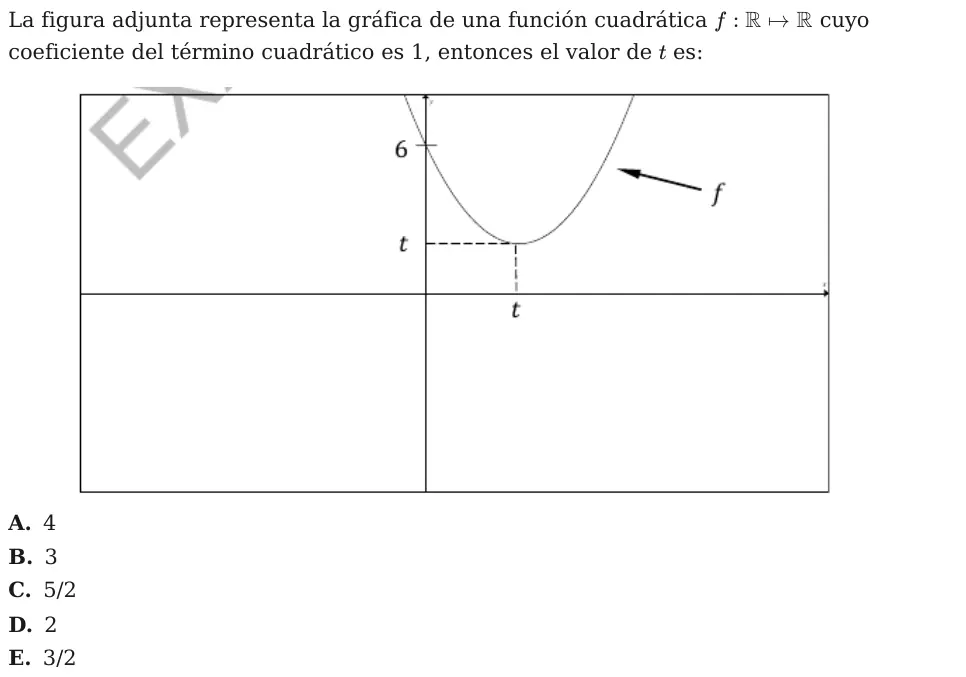 La figura adjunta representa la gráfica de una función cuadrática f : ℝ ↦ ℝ cuyo
coeficiente del término cuadrático es 1, entonces el valor de t es:
EX
y
6
f
t
x
t
A. 4
B. 3
C. 5/2
D. 2
E. 3/2